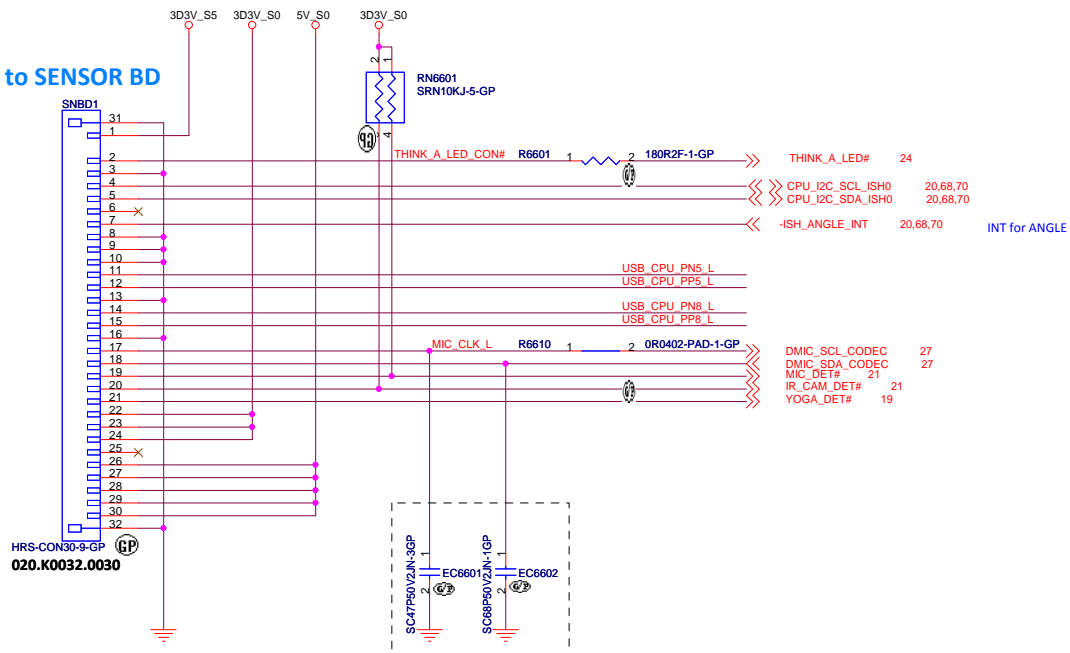 3D3V_S5 3D3V_S0 5V_S0 3D3V_S0
to SENSOR BD
SNBD1
RN6601
SRN10KJ-5-GP
2 1
3 4
31
1
2 THINK_A_LED_CON# R6601 1 2 180R2F-1-GP THINK_A_LED# 24
3
4 CPU_I2C_SCL_ISH0 20,68,70
5 CPU_I2C_SDA_ISH0 20,68,70
6
7 -ISH_ANGLE_INT 20,68,70 INT for ANGLE
8
9
10
11 USB_CPU_PN5_L
12 USB_CPU_PP5_L
13
14 USB_CPU_PN8_L
15 USB_CPU_PP8_L
16
17 MIC_CLK_L R6610 1 2 0R0402-PAD-1-GP DMIC_SCL_CODEC 27
18 DMIC_SDA_CODEC 27
19 MIC_DET# 21
20 IR_CAM_DET# 21
21 YOGA_DET# 19
22
23
24
25
26
27
28
29
30
32
HRS-CON30-9-GP GP
020.K0032.0030
SC47P50V2JN-3GP
1
EC6601
2
SC68P50V2JN-1GP
1
EC6602
2